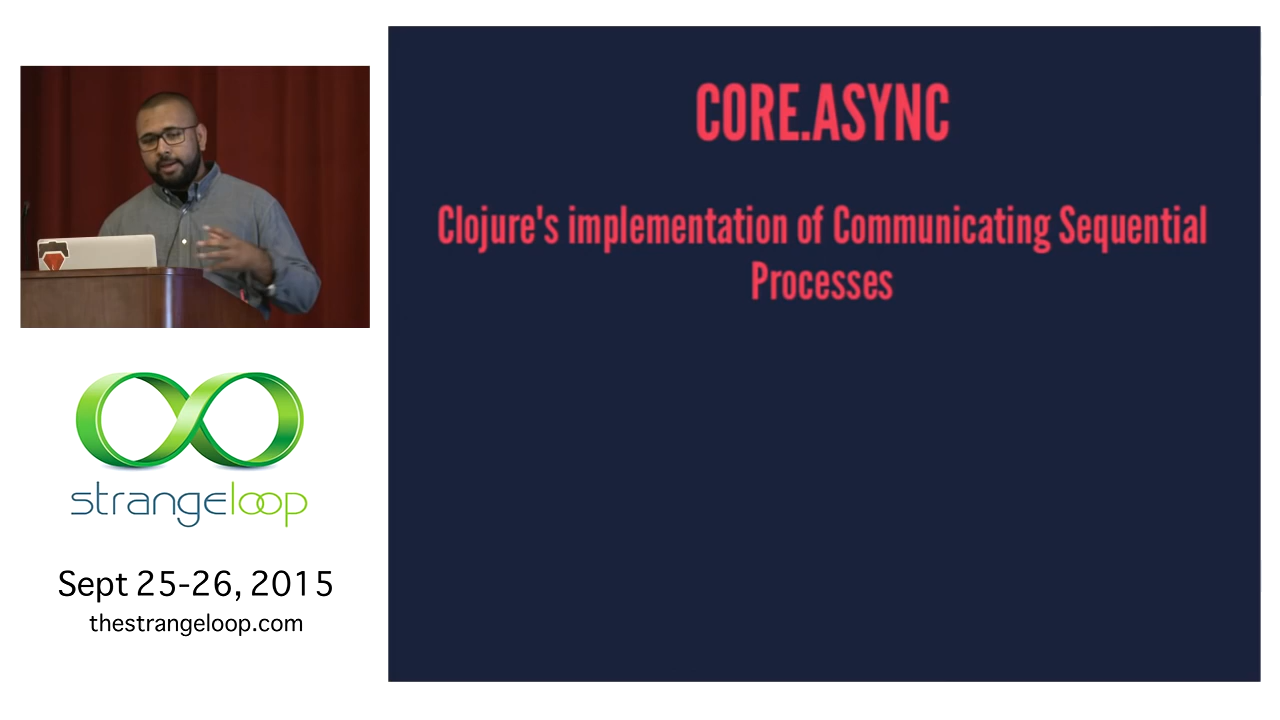 CORE.ASYNC
Clojure's implementation of Communicating Sequential
Processes
strangeloop
Sept 25-26, 2015
thestrangeloop.com